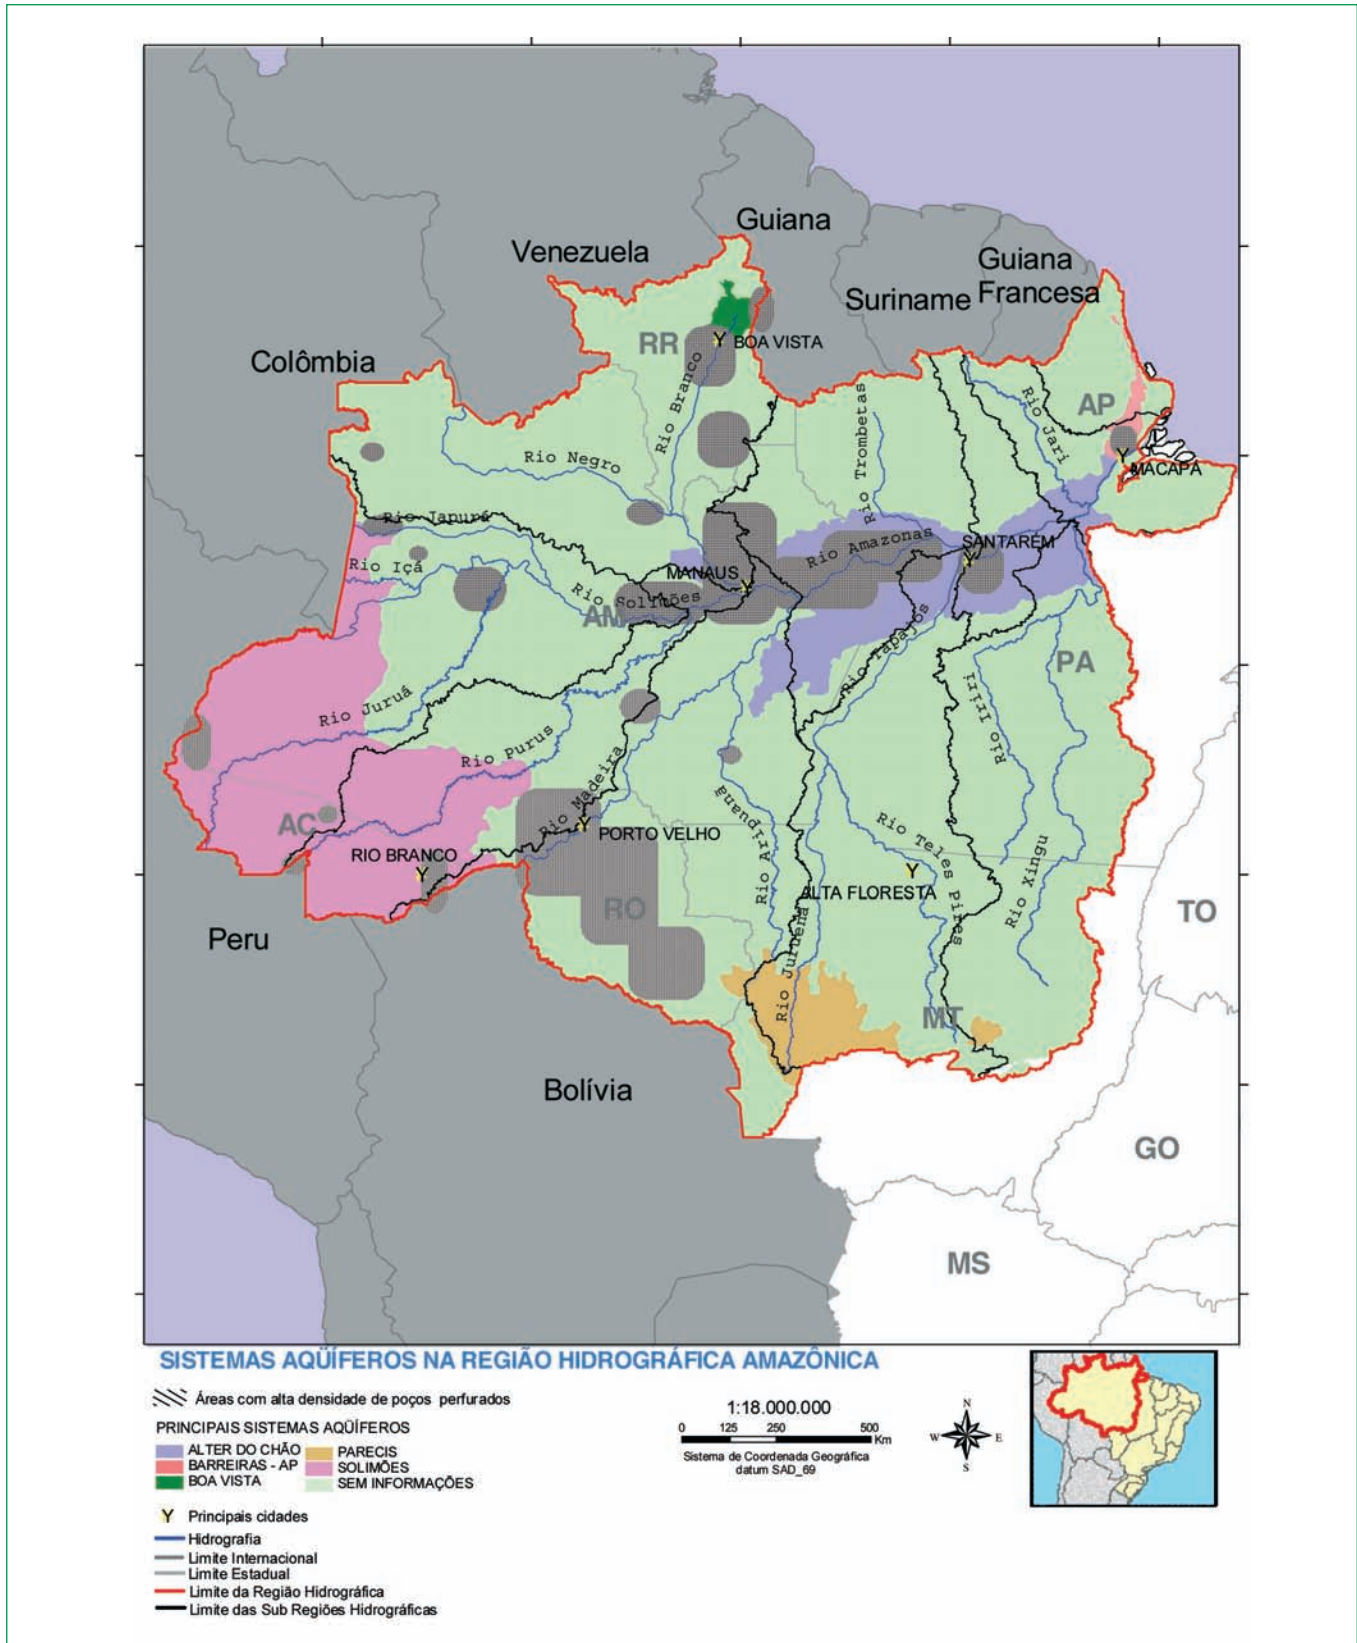 Guiana
Venezuela
Guiana
Francesa
Suriname
RR
BOA VISTA
Colômbia
Rio Branco
Rio Trombetas
Rio Jari
AP
Rio Negro
MACAPÁ
Rio Japurá
SANTARÉM
Rio Amazonas
Rio Içá
MANAUS
Rio Solimões
AM
Rio Tapajós
PA
Rio Juruá
Rio Iriri
Rio Purus
Rio Madeira
Rio Aripuanã
AC
PORTO VELHO
Rio Teles Pires
RIO BRANCO
Rio Xingu
ALTA FLORESTA
RO
TO
Peru
Rio Juruena
MT
Bolívia
GO
MS
SISTEMAS AQÜÍFEROS NA REGIÃO HIDROGRÁFICA AMAZÔNICA
Áreas com alta densidade de poços perfurados
PRINCIPAIS SISTEMAS AQÜÍFEROS
ALTER DO CHÃO
BARREIRAS - AP
BOA VISTA
PARECIS
SOLIMÕES
SEM INFORMAÇÕES
Y Principais cidades
Hidrografia
Limite Internacional
Limite Estadual
Limite da Região Hidrográfica
Limite das Sub Regiões Hidrográficas
1:18.000.000
0 125 250 500
Km
Sistema de Coordenada Geográfica
datum SAD_69
N
W E
S